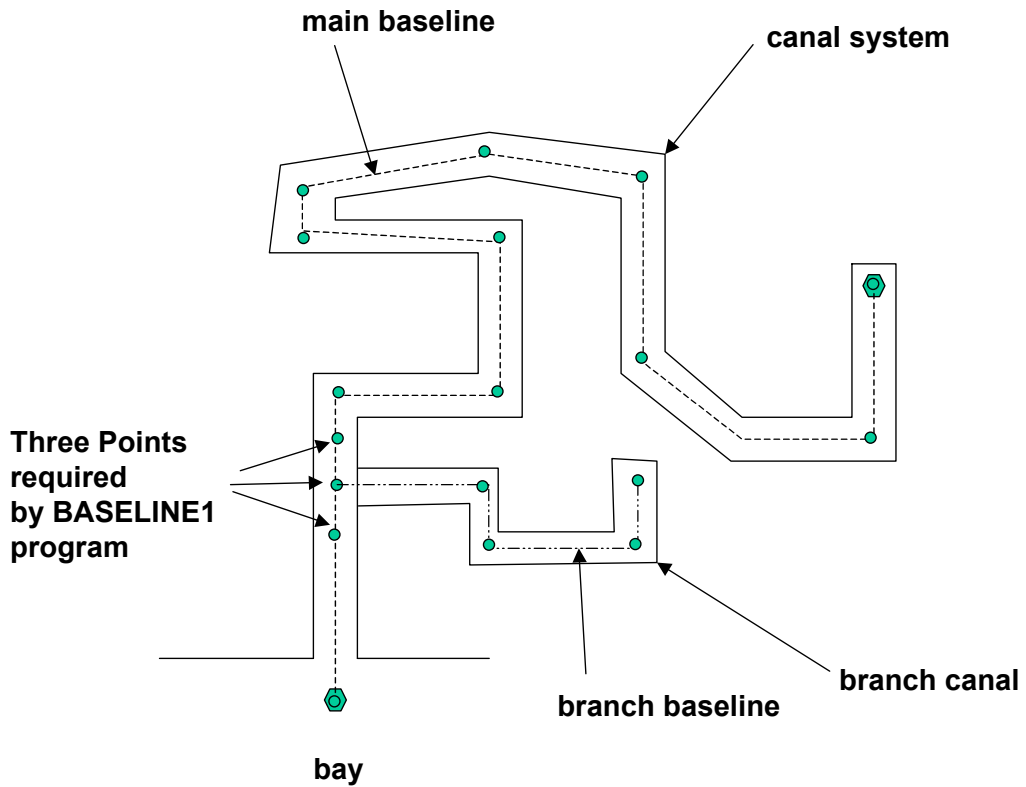 main baseline
canal system
Three Points
required
by BASELINE1
program
branch canal
branch baseline
bay